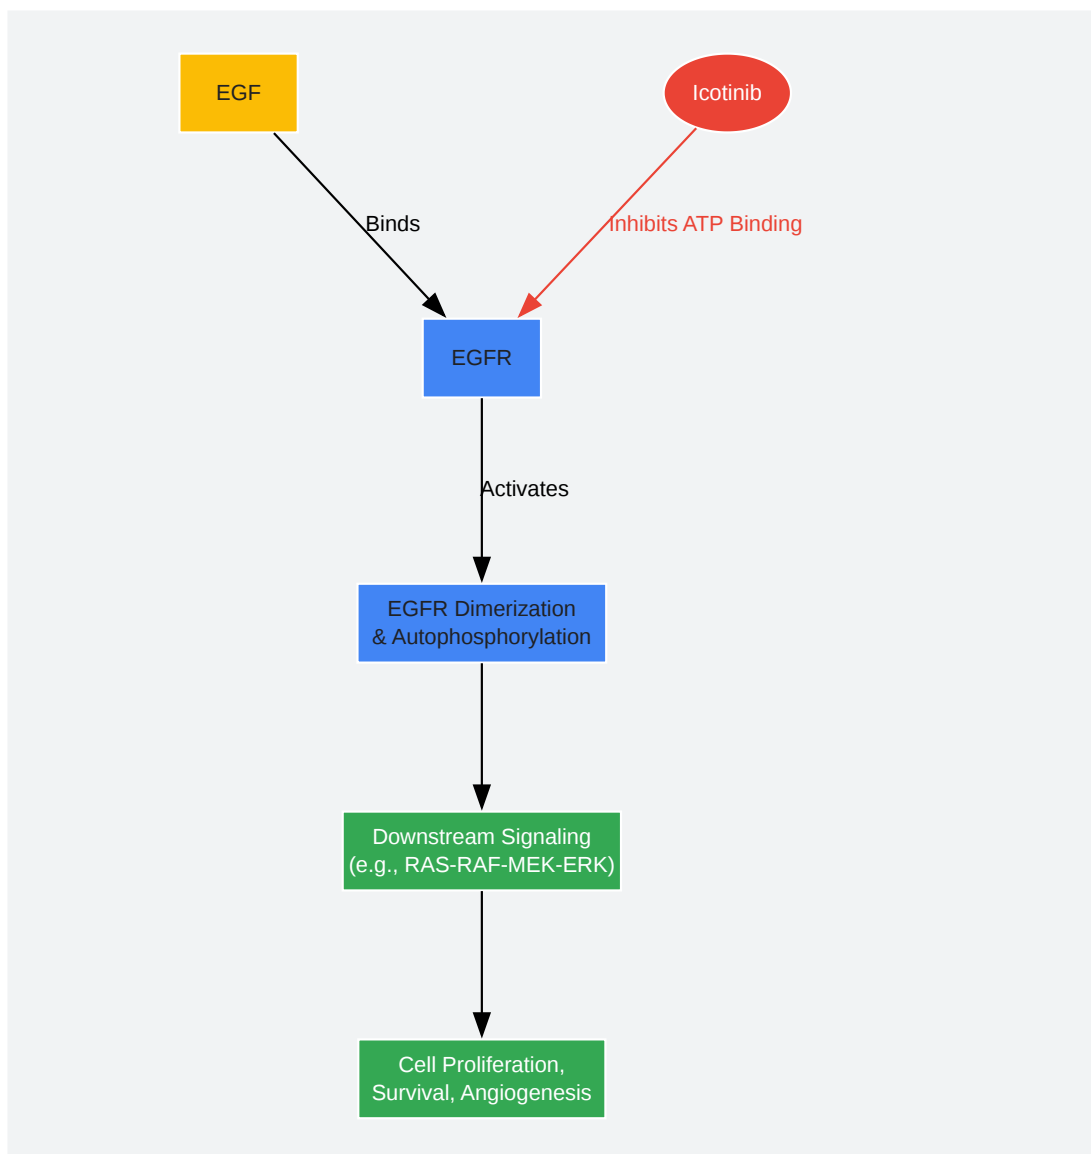 EGF
Icotinib
Binds
Inhibits ATP Binding
EGFR
Activates
EGFR Dimerization
& Autophosphorylation
Downstream Signaling
(e.g., RAS-RAF-MEK-ERK)
Cell Proliferation,
Survival, Angiogenesis